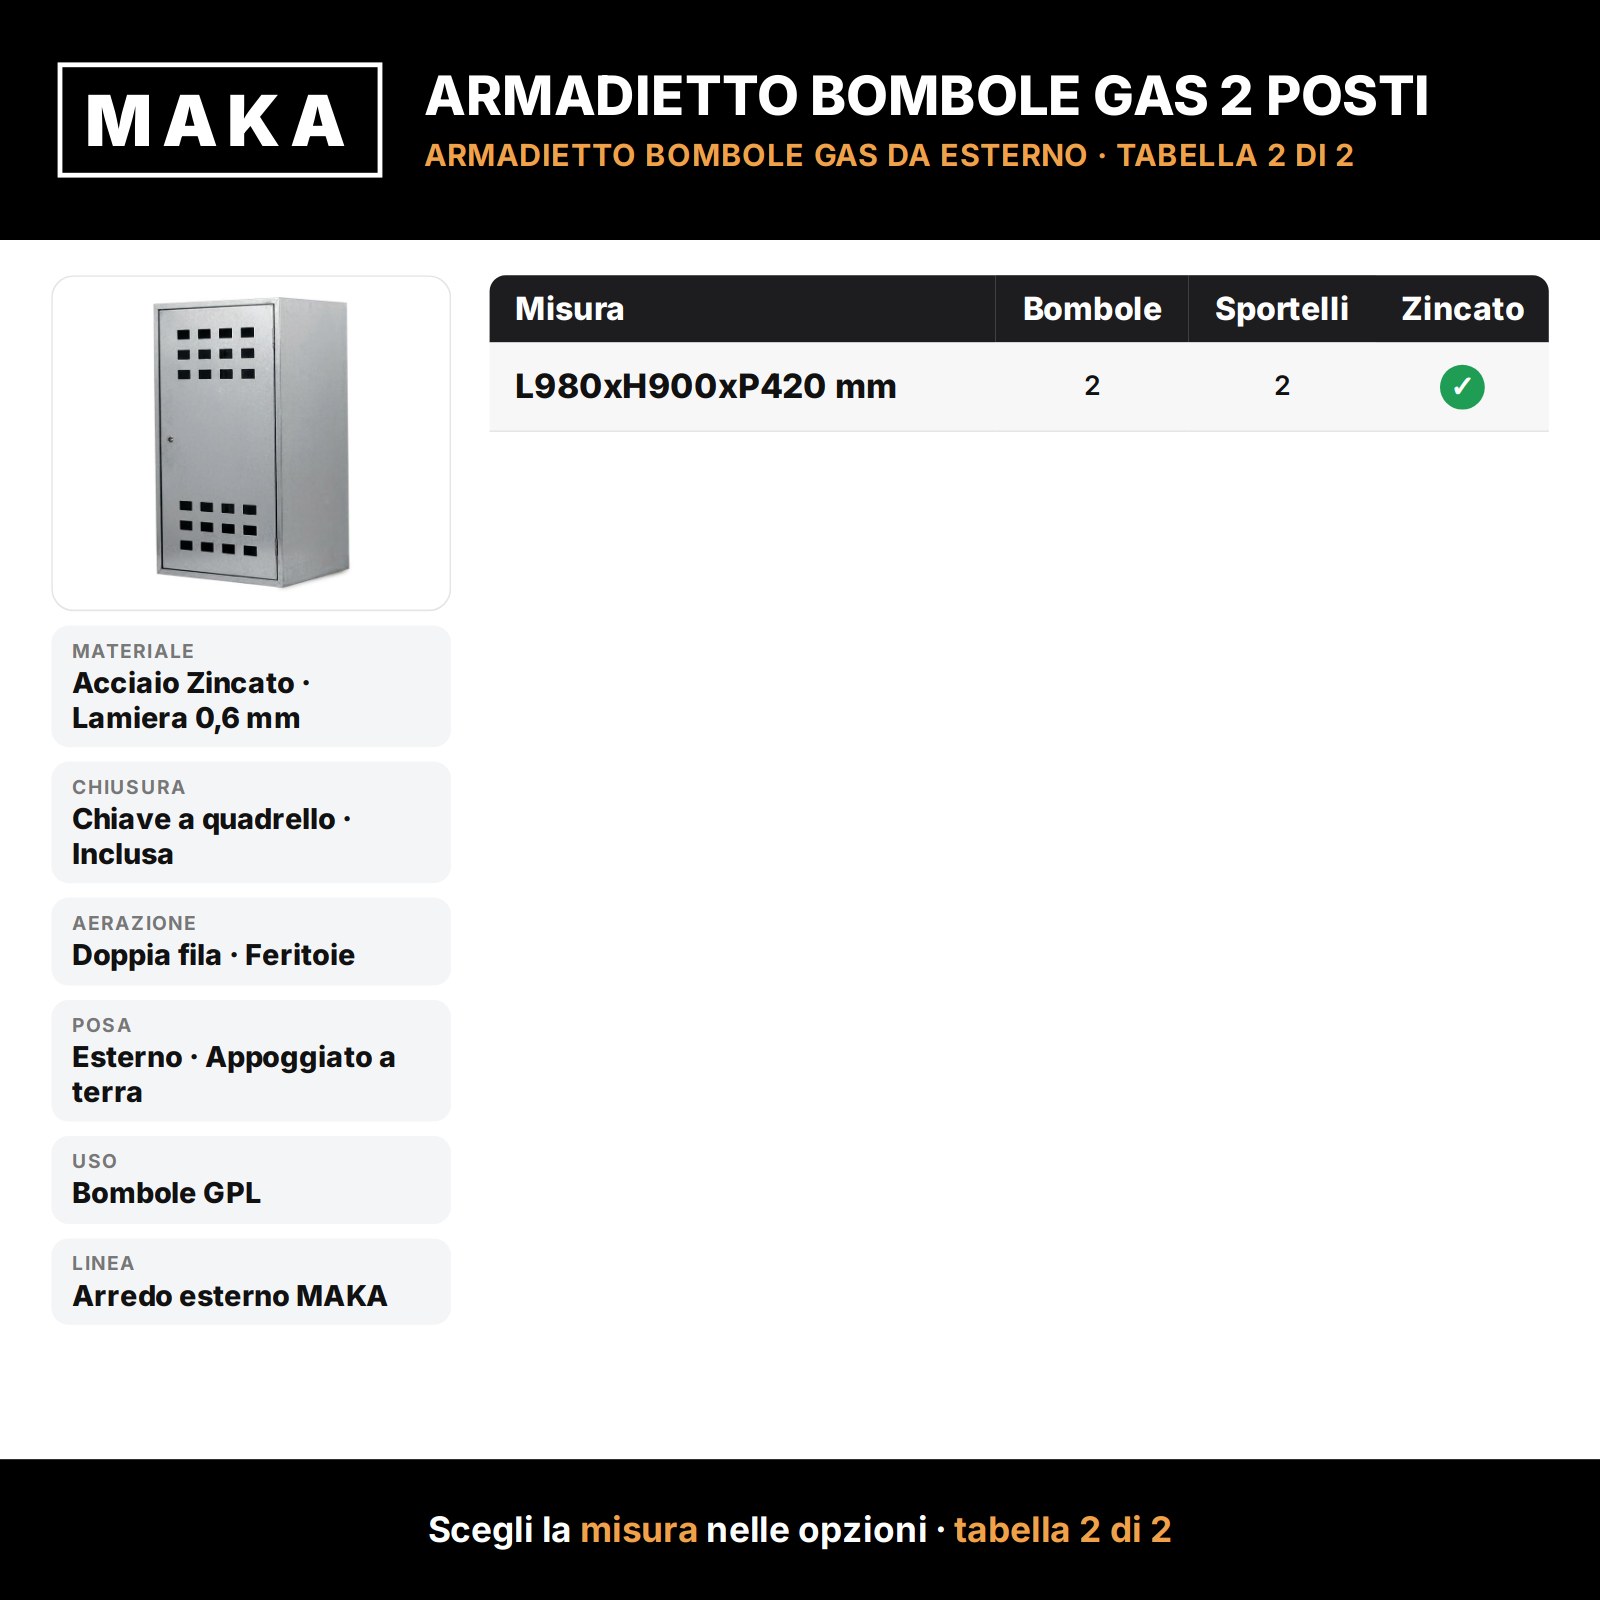 MAKA
ARMADIETTO BOMBOLE GAS 2 POSTI
ARMADIETTO BOMBOLE GAS DA ESTERNO · TABELLA 2 DI 2
MATERIALE
Acciaio Zincato ·
Lamiera 0,6 mm
CHIUSURA
Chiave a quadrello ·
Inclusa
AERAZIONE
Doppia fila · Feritoie
POSA
Esterno · Appoggiato a
terra
USO
Bombole GPL
LINEA
Arredo esterno MAKA
Misura Bombole Sportelli Zincato
L980xH900xP420 mm 2 2 ✓
Scegli la misura nelle opzioni · tabella 2 di 2